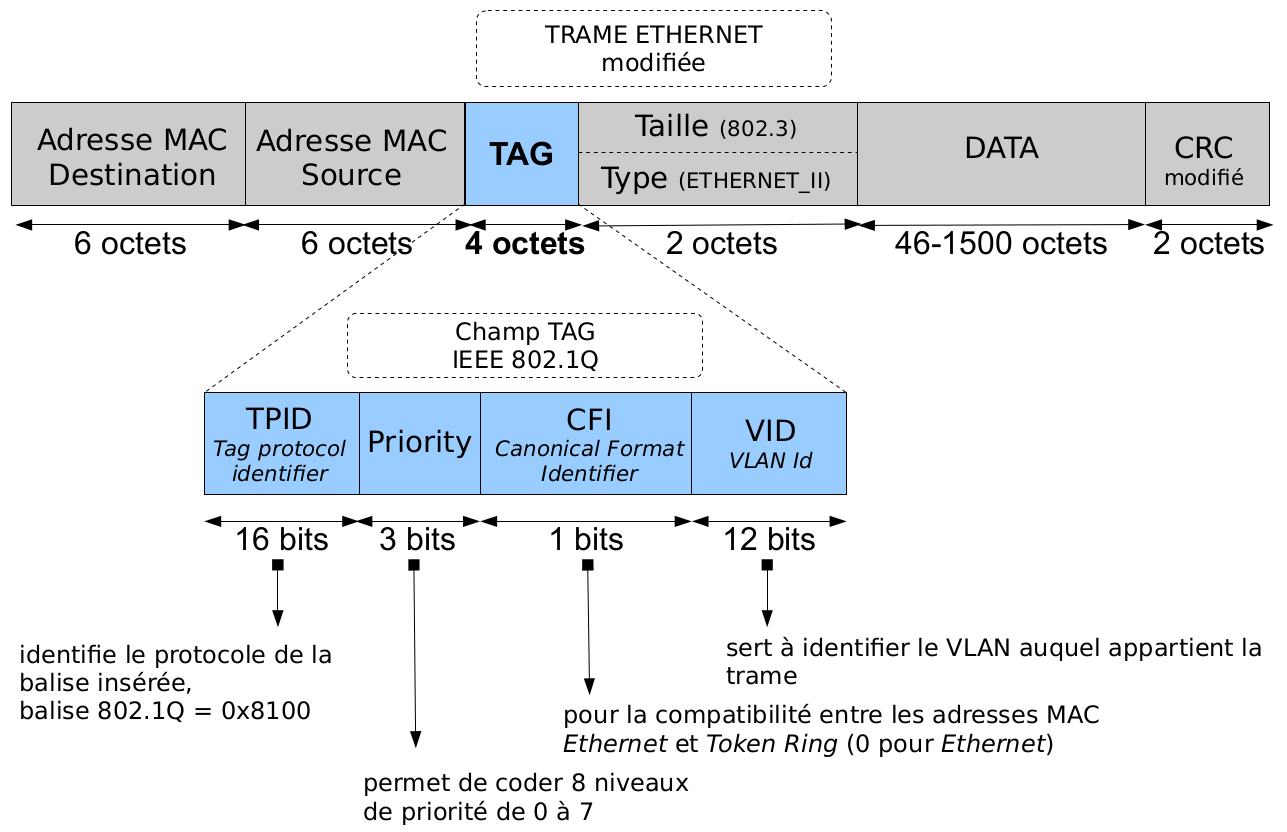 TRAME ETHERNET
modifiée
Adresse MAC
Destination
Adresse MAC
Source
TAG
Taille (802.3)
Type (ETHERNET_II)
DATA
CRC
modifié
6 octets
6 octets
4 octets
2 octets
46-1500 octets
2 octets
Champ TAG
IEEE 802.1Q
TPID
Tag protocol
identifier
Priority
CFI
Canonical Format
Identifier
VID
VLAN Id
16 bits
3 bits
1 bits
12 bits
identifie le protocole de la
balise insérée,
balise 802.1Q = 0x8100
permet de coder 8 niveaux
de priorité de 0 à 7
pour la compatibilité entre les adresses MAC
Ethernet et Token Ring (0 pour Ethernet)
sert à identifier le VLAN auquel appartient la
trame